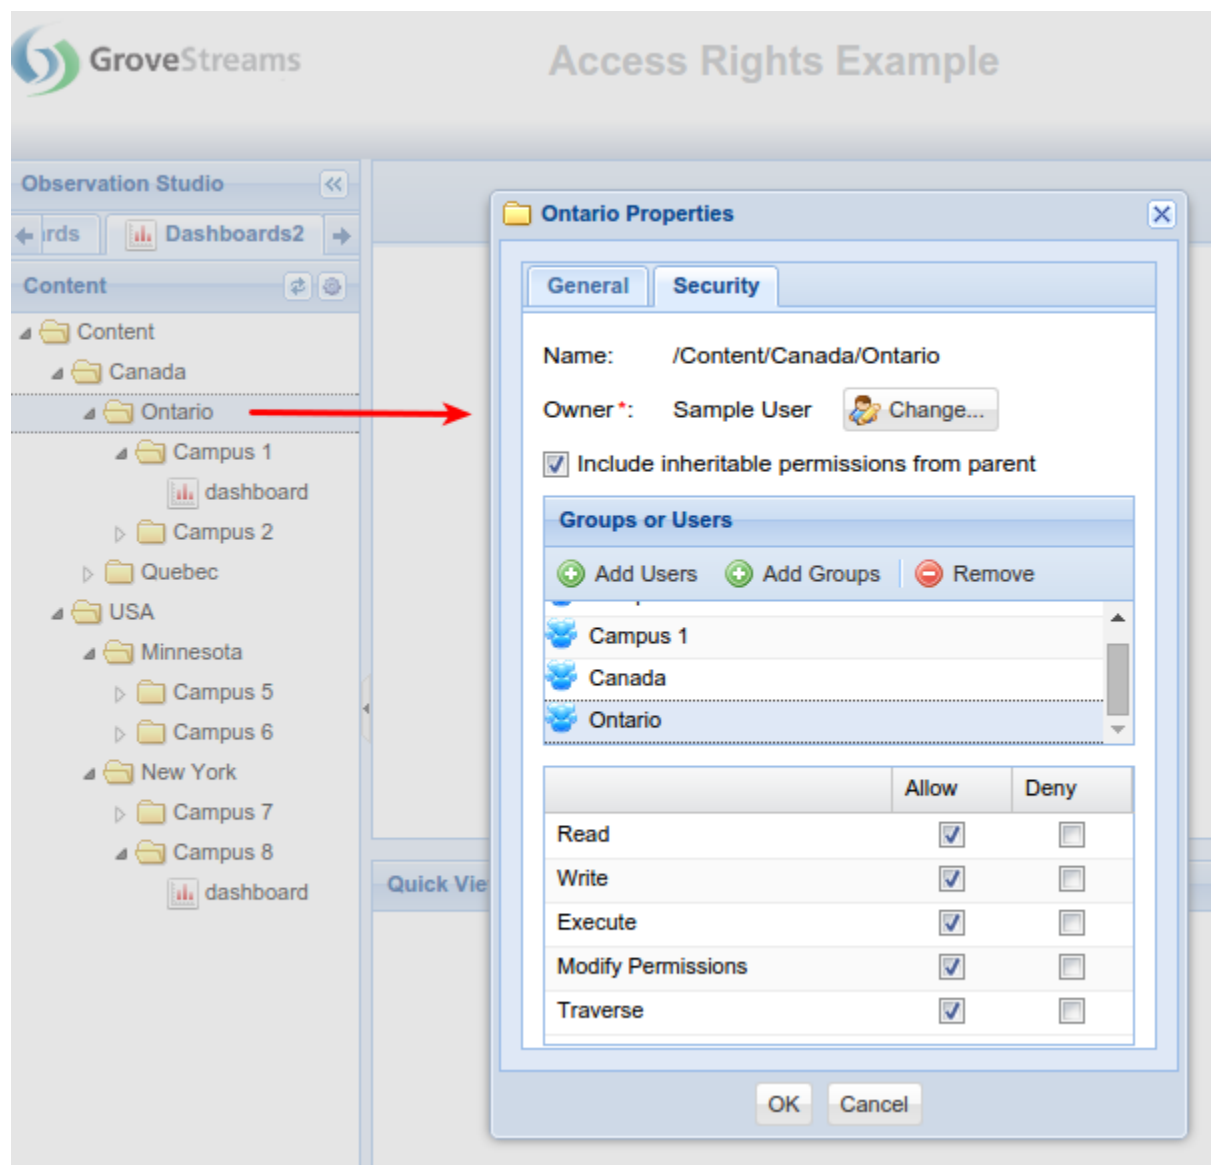 GroveStreams
Access Rights Example
Observation Studio
rds
Dashboards2
Content
Content
Canada
Ontario
Campus 1
dashboard
Campus 2
Quebec
USA
Minnesota
Campus 5
Campus 6
New York
Campus 7
Campus 8
dashboard
Quick Vie
Ontario Properties
General Security
Name: /Content/Canada/Ontario
Owner*: Sample User Change...
Include inheritable permissions from parent
Groups or Users
Add Users Add Groups Remove
Campus 1
Canada
Ontario
Allow Deny
Read
Write
Execute
Modify Permissions
Traverse
OK Cancel